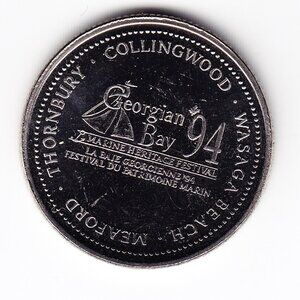 MEAFORD · THORNBURY · COLLINGWOOD · WASAGA BEACH ·
Georgian
Bay '94
MARINE HERITAGE FESTIVAL
LA BAIE GEORGIENNE '94
FESTIVAL DU PATRIMOINE MARIN